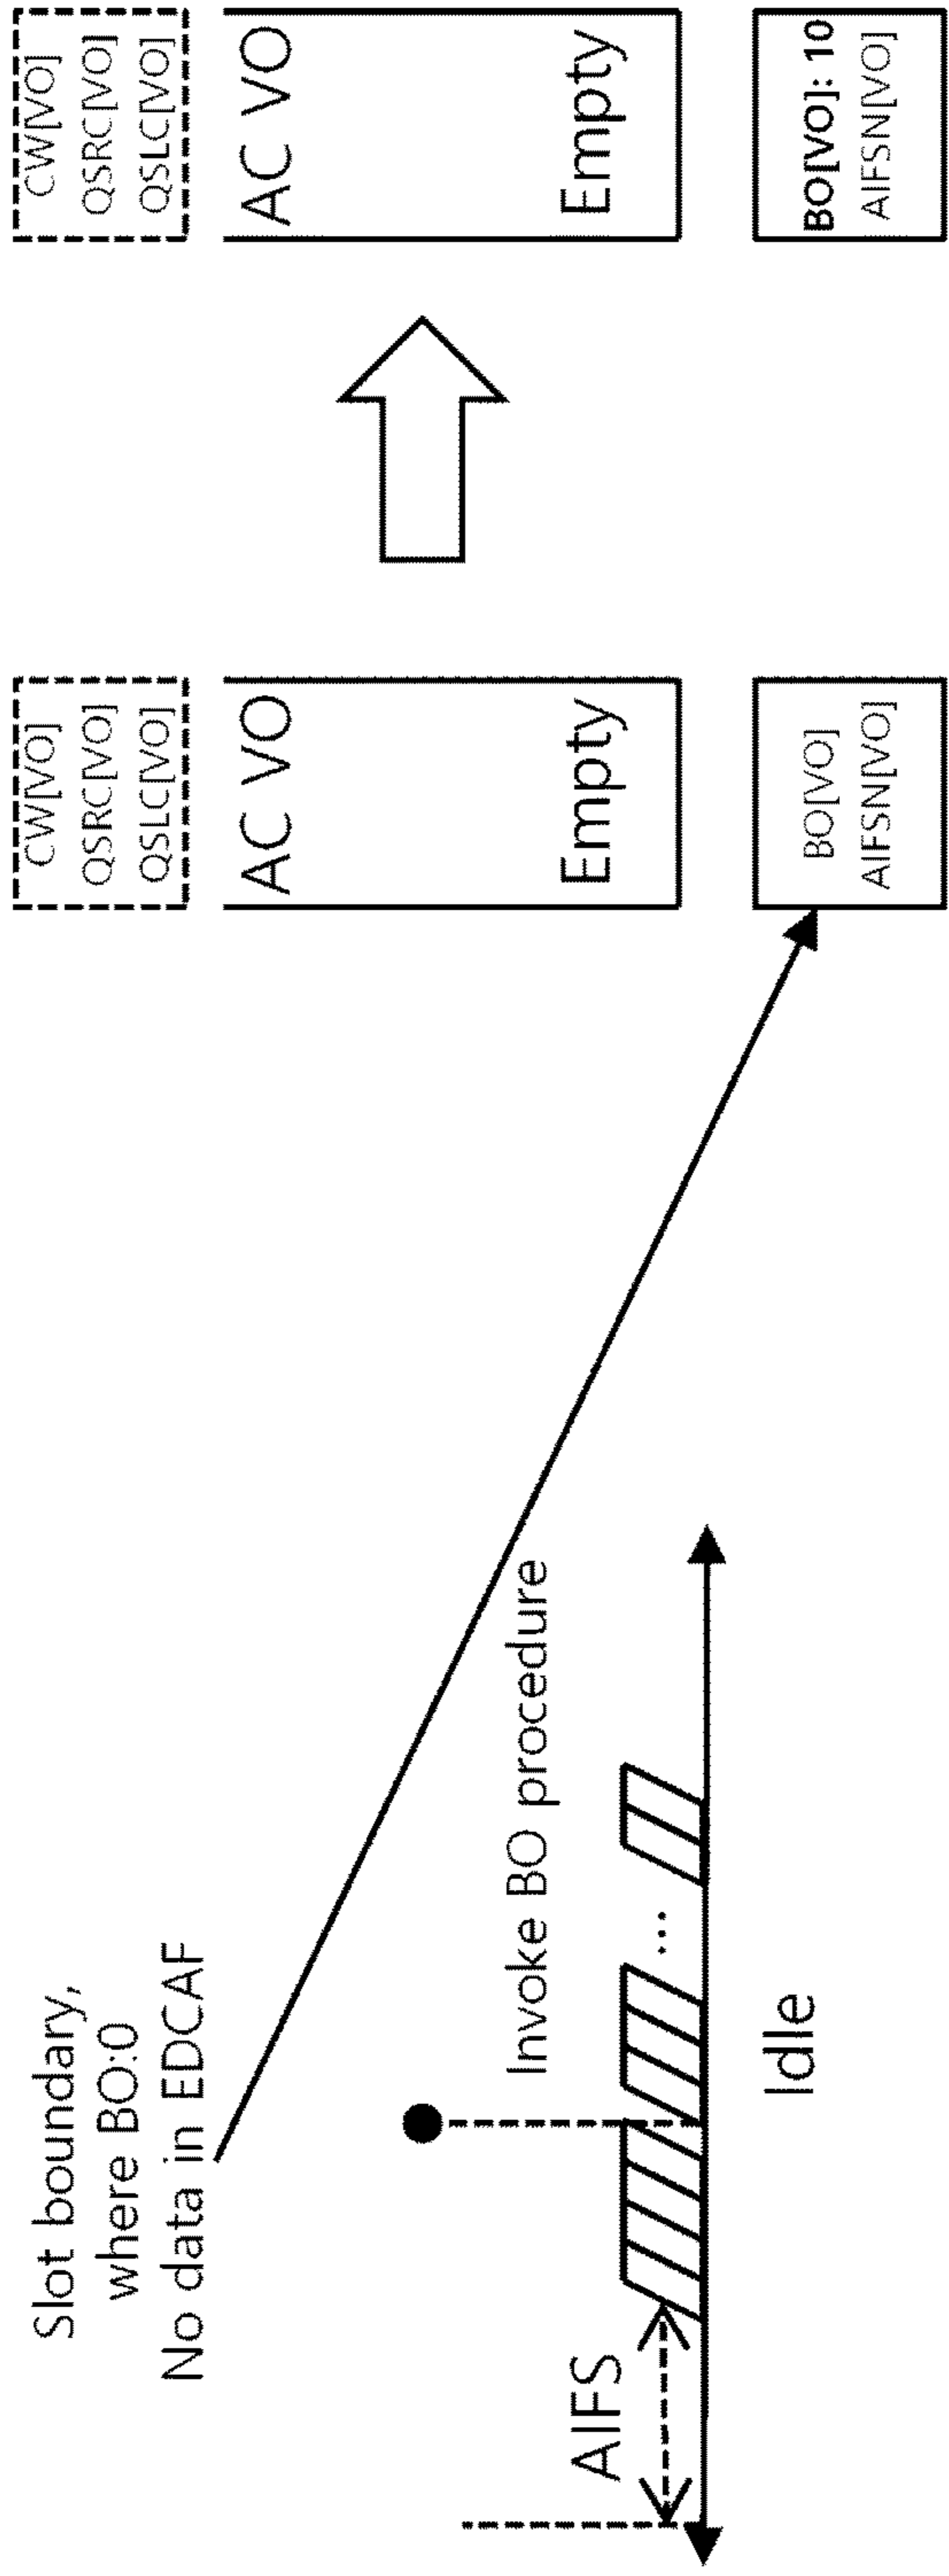 Slot boundary,
where BO:0
No data in EDCAF
AIFS
Invoke BO procedure
...
Idle
CW[VO]
QSRC[VO]
QSLC[VO]
AC VO
Empty
BO[VO]
AIFSN[VO]
CW[VO]
QSRC[VO]
QSLC[VO]
AC VO
Empty
BO[VO]: 10
AIFSN[VO]